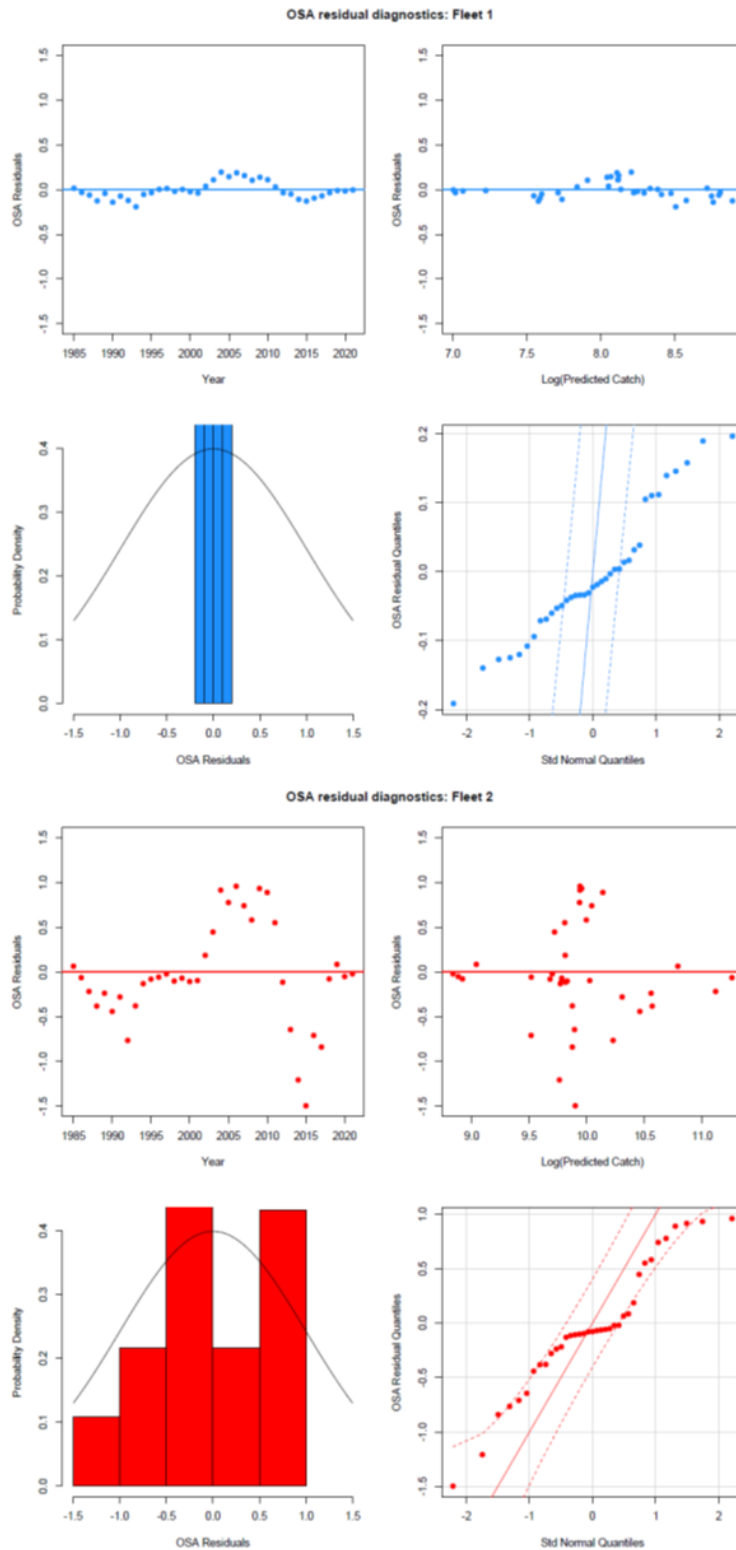 OSA residual diagnostics: Fleet 1
OSA Residuals
1.5
1.0
0.5
0.0
-0.5
-1.0
-1.5
1985 1990 1995 2000 2005 2010 2015 2020
Year
OSA Residuals
1.5
1.0
0.5
0.0
-0.5
-1.0
-1.5
7.0 7.5 8.0 8.5
Log(Predicted Catch)
Probability Density
0.4
0.3
0.2
0.1
0.0
-1.5 -1.0 -0.5 0.0 0.5 1.0 1.5
OSA Residuals
OSA Residual Quantiles
0.2
0.1
0.0
-0.1
-0.2
-2 -1 0 1 2
Std Normal Quantiles
OSA residual diagnostics: Fleet 2
OSA Residuals
1.5
1.0
0.5
0.0
-0.5
-1.0
-1.5
1985 1990 1995 2000 2005 2010 2015 2020
Year
OSA Residuals
1.5
1.0
0.5
0.0
-0.5
-1.0
-1.5
9.0 9.5 10.0 10.5 11.0
Log(Predicted Catch)
Probability Density
0.4
0.3
0.2
0.1
0.0
-1.5 -1.0 -0.5 0.0 0.5 1.0 1.5
OSA Residuals
OSA Residual Quantiles
1.0
0.5
0.0
-0.5
-1.0
-1.5
-2 -1 0 1 2
Std Normal Quantiles